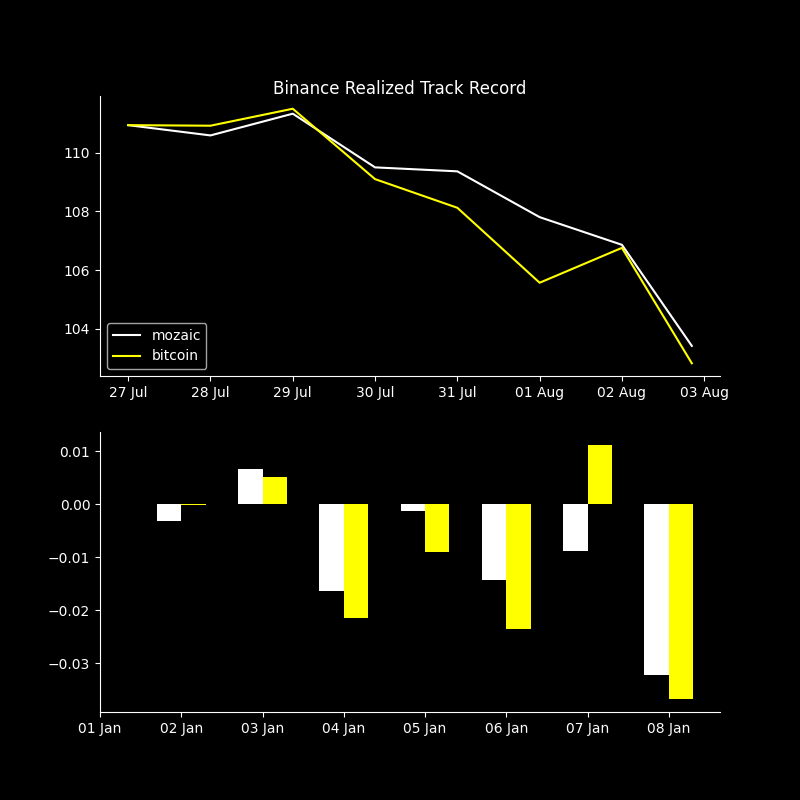 Binance Realized Track Record
110
108
106
104
mozaic
bitcoin
27 Jul 28 Jul 29 Jul 30 Jul 31 Jul 01 Aug 02 Aug 03 Aug
0.01
0.00
−0.01
−0.02
−0.03
01 Jan 02 Jan 03 Jan 04 Jan 05 Jan 06 Jan 07 Jan 08 Jan